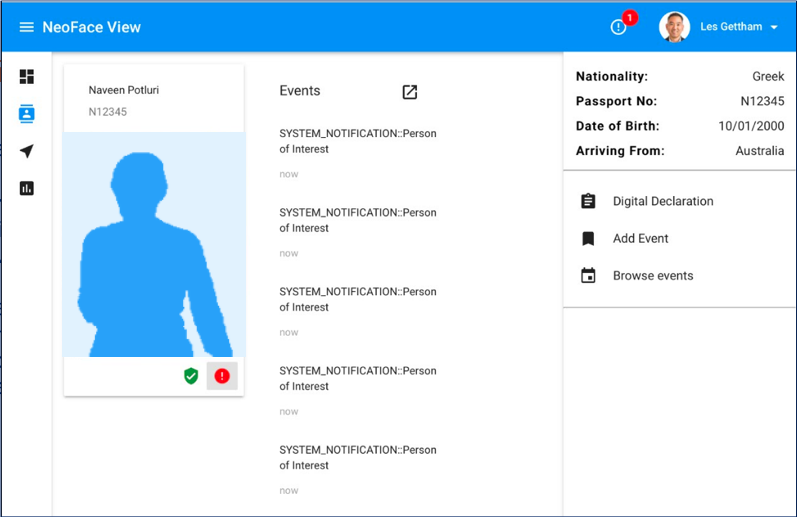 NeoFace View
1
Les Gettham
Naveen Potluri
N12345
Events
SYSTEM_NOTIFICATION::Person
of Interest
now
SYSTEM_NOTIFICATION::Person
of Interest
now
SYSTEM_NOTIFICATION::Person
of Interest
now
SYSTEM_NOTIFICATION::Person
of Interest
now
SYSTEM_NOTIFICATION::Person
of Interest
now
Nationality: Greek
Passport No: N12345
Date of Birth: 10/01/2000
Arriving From: Australia
Digital Declaration
Add Event
Browse events